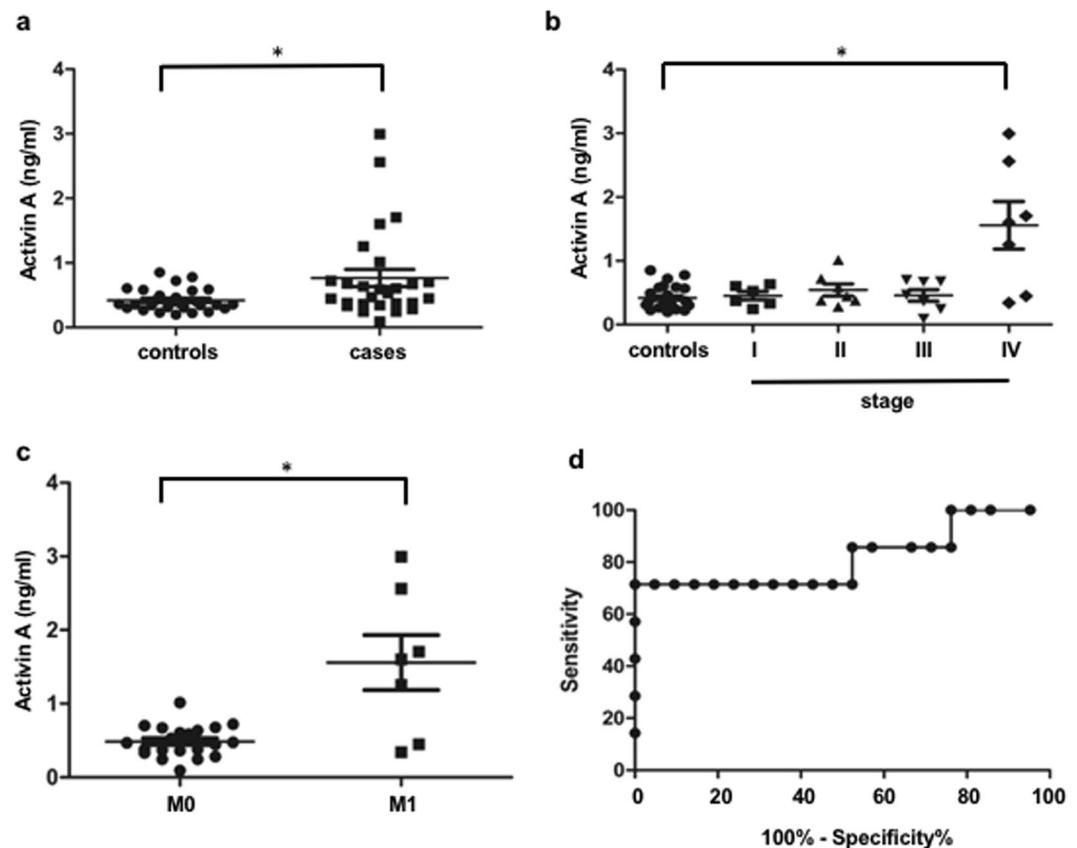 a
*
4
3
2
1
0
Activin A (ng/ml)
controls cases
b
*
4
3
2
1
0
Activin A (ng/ml)
controls I II III IV
stage
c
*
4
3
2
1
0
Activin A (ng/ml)
M0 M1
d
100
80
60
40
20
0
Sensitivity
0 20 40 60 80 100
100% - Specificity%